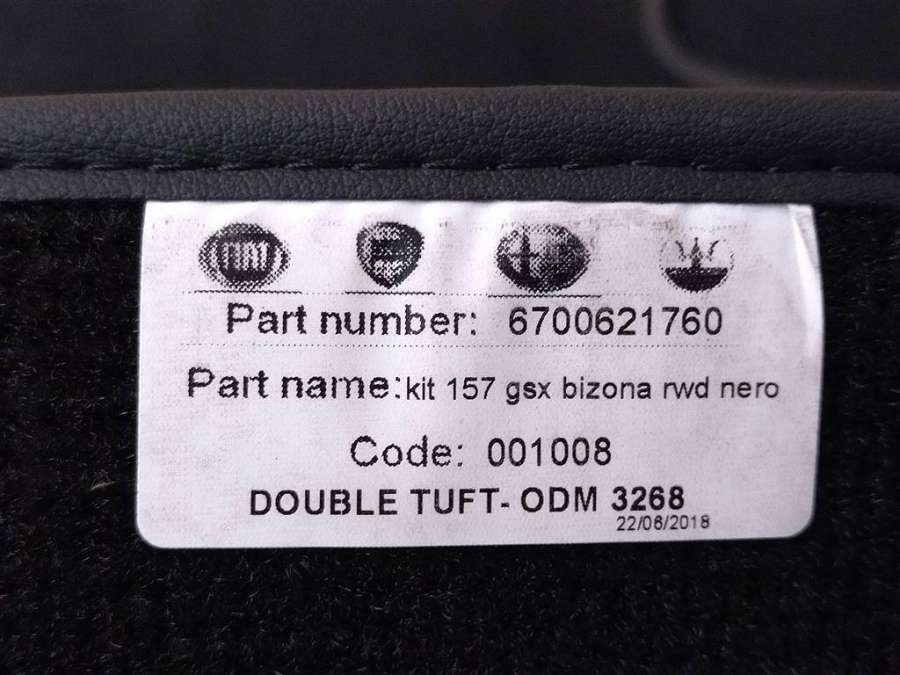 FIAT
Part number: 6700621760
Part name:kit 157 gsx bizona rwd nero
Code: 001008
DOUBLE TUFT- ODM 3268
22/06/2018